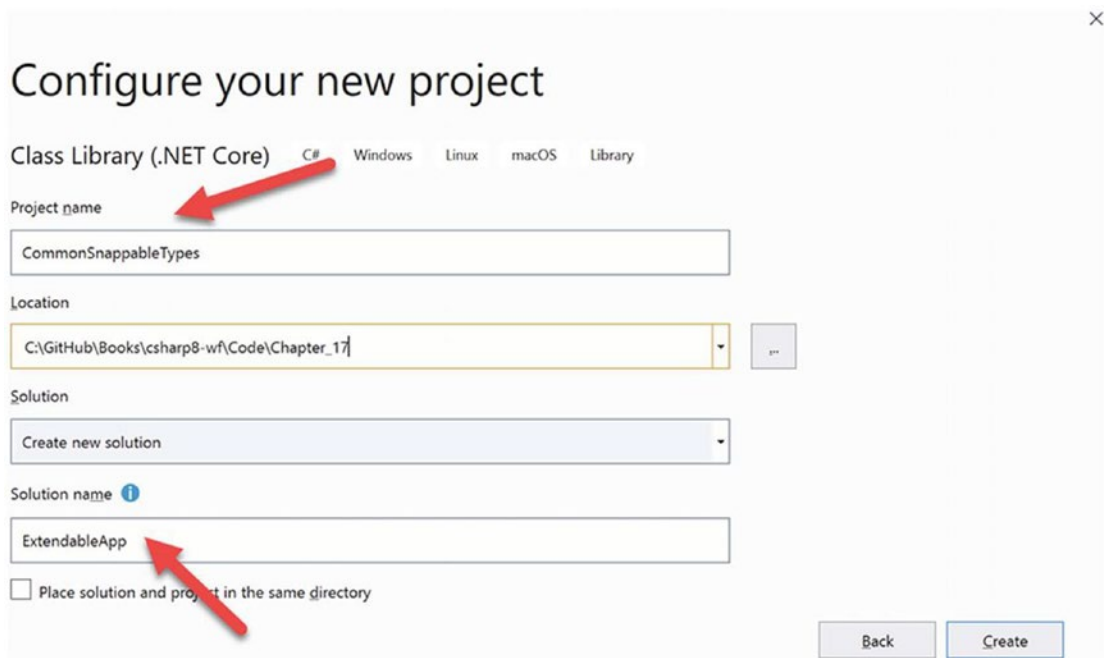 Configure your new project
Class Library (.NET Core) C# Windows Linux macOS Library
Project name
CommonSnappableTypes
Location
C:\GitHub\Books\csharp8-wf\Code\Chapter_17
...
Solution
Create new solution
Solution name
ExtendableApp
Place solution and project in the same directory
Back Create